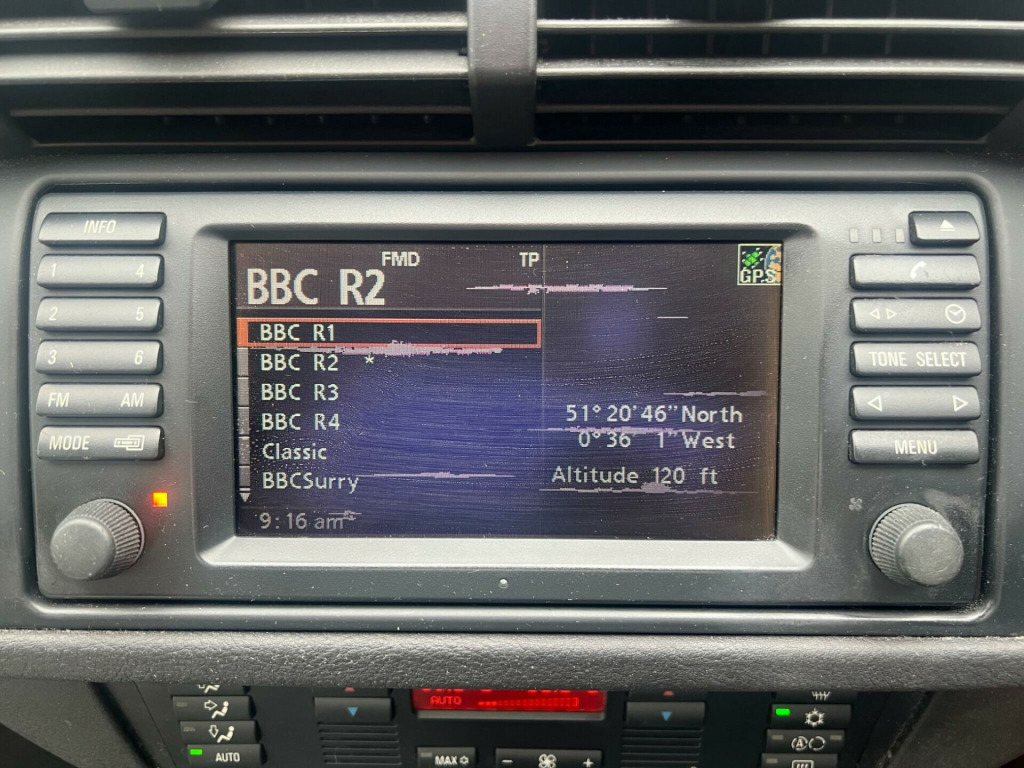 INFO
1 4
2 5
3 6
FM AM
MODE
FMD TP
GPS
BBC R2
BBC R1
BBC R2 *
BBC R3
BBC R4
Classic
BBCSurry
9:16 am
51° 20'46" North
0° 36 1" West
Altitude 120 ft
TONE SELECT
MENU
AUTO
AUTO
MAX
- +
A